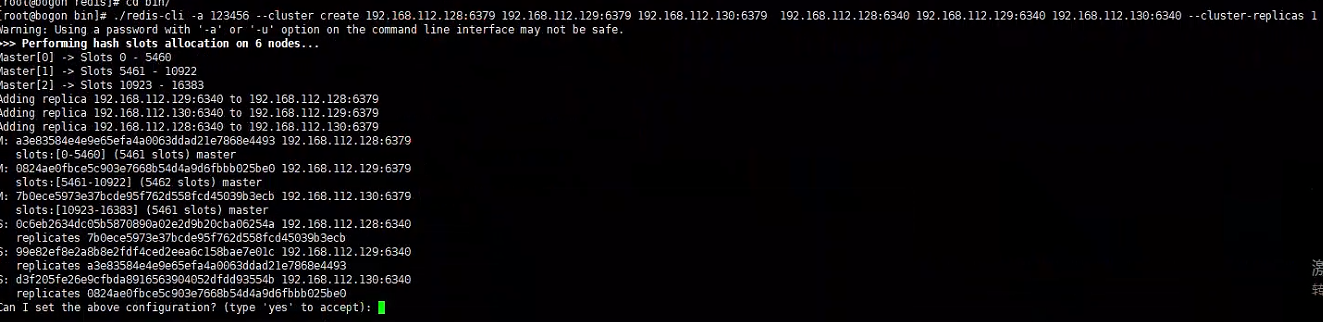 [root@bogon redis]# cd bin/
[root@bogon bin]# ./redis-cli -a 123456 --cluster create 192.168.112.128:6379 192.168.112.129:6379 192.168.112.130:6379  192.168.112.128:6340 192.168.112.129:6340 192.168.112.130:6340 --cluster-replicas 1
Warning: Using a password with '-a' or '-u' option on the command line interface may not be safe.
>>> Performing hash slots allocation on 6 nodes...
Master[0] -> Slots 0 - 5460
Master[1] -> Slots 5461 - 10922
Master[2] -> Slots 10923 - 16383
Adding replica 192.168.112.129:6340 to 192.168.112.128:6379
Adding replica 192.168.112.130:6340 to 192.168.112.129:6379
Adding replica 192.168.112.128:6340 to 192.168.112.130:6379
M: a3e83584e4e9e65efa4a0063ddad21e7868e4493 192.168.112.128:6379
   slots:[0-5460] (5461 slots) master
M: 0824ae0fbce5c903e7668b54d4a9d6fbbb025be0 192.168.112.129:6379
   slots:[5461-10922] (5462 slots) master
M: 7b0ece5973e37bcde95f762d558fcd45039b3ecb 192.168.112.130:6379
   slots:[10923-16383] (5461 slots) master
S: 0c6eb2634dc05b5870890a02e2d9b20cba06254a 192.168.112.128:6340
   replicates 7b0ece5973e37bcde95f762d558fcd45039b3ecb
S: 99e82ef8e2a8b8e2fdf4ced2eea6c158bae7e01c 192.168.112.129:6340
   replicates a3e83584e4e9e65efa4a0063ddad21e7868e4493
S: d3f205fe26e9cfbda8916563904052dfdd93554b 192.168.112.130:6340
   replicates 0824ae0fbce5c903e7668b54d4a9d6fbbb025be0
Can I set the above configuration? (type 'yes' to accept):